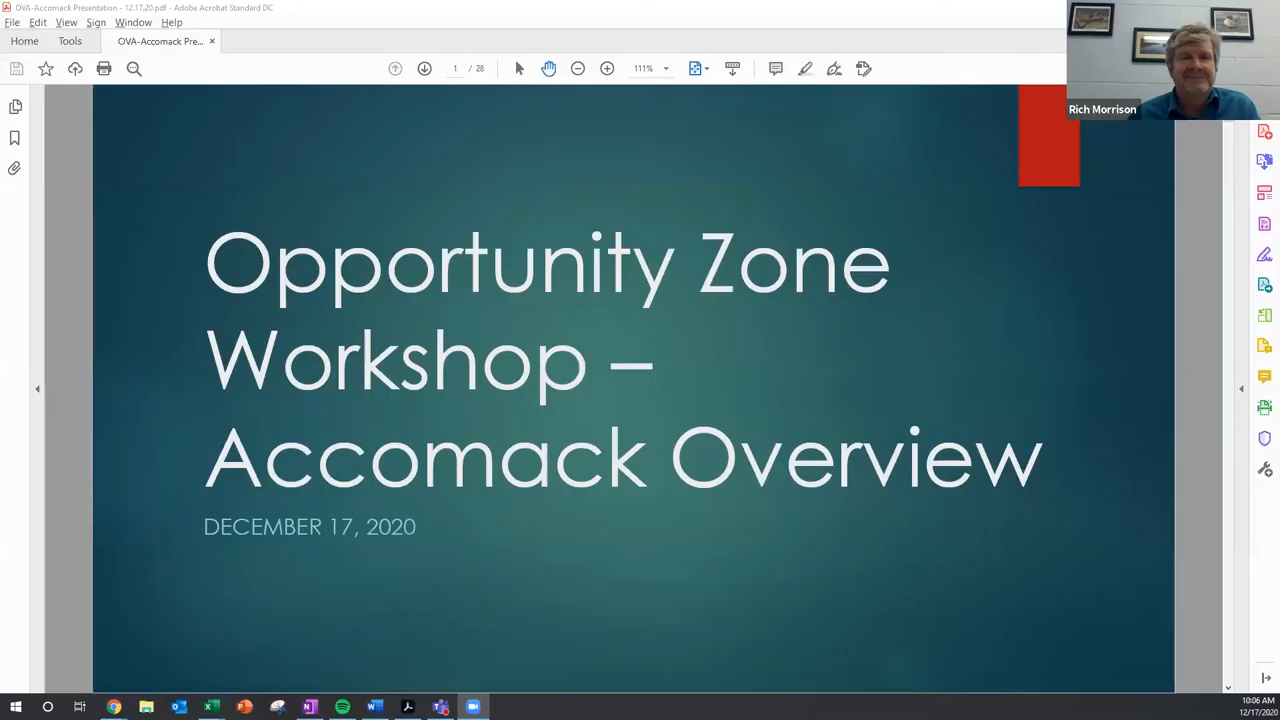 OVA-Accomack Presentation - 12.17.20.pdf - Adobe Acrobat Standard DC
File Edit View Sign Window Help
Home Tools OVA-Accomack Pre... ×
1 / 28 111%
Rich Morrison
Opportunity Zone
Workshop –
Accomack Overview
DECEMBER 17, 2020
10:06 AM
12/17/2020